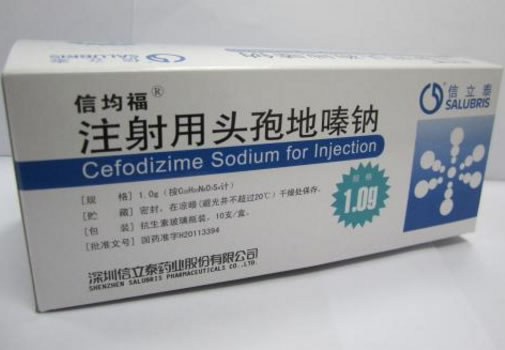 信立泰
SALUBRIS
信均福®
注射用头孢地嗪钠
Cefodizime Sodium for Injection
[规 格] 1.0g(按C₂₀H₂₀N₆O₇S₄计)
[贮 藏] 密封,在凉暗(避光并不超过20℃)干燥处保存。
[包 装] 抗生素玻璃瓶装,10支/盒。
[批准文号] 国药准字H20113394
规格
1.0g
深圳信立泰药业股份有限公司
SHENZHEN SALUBRIS PHARMACEUTICALS CO.,LTD.